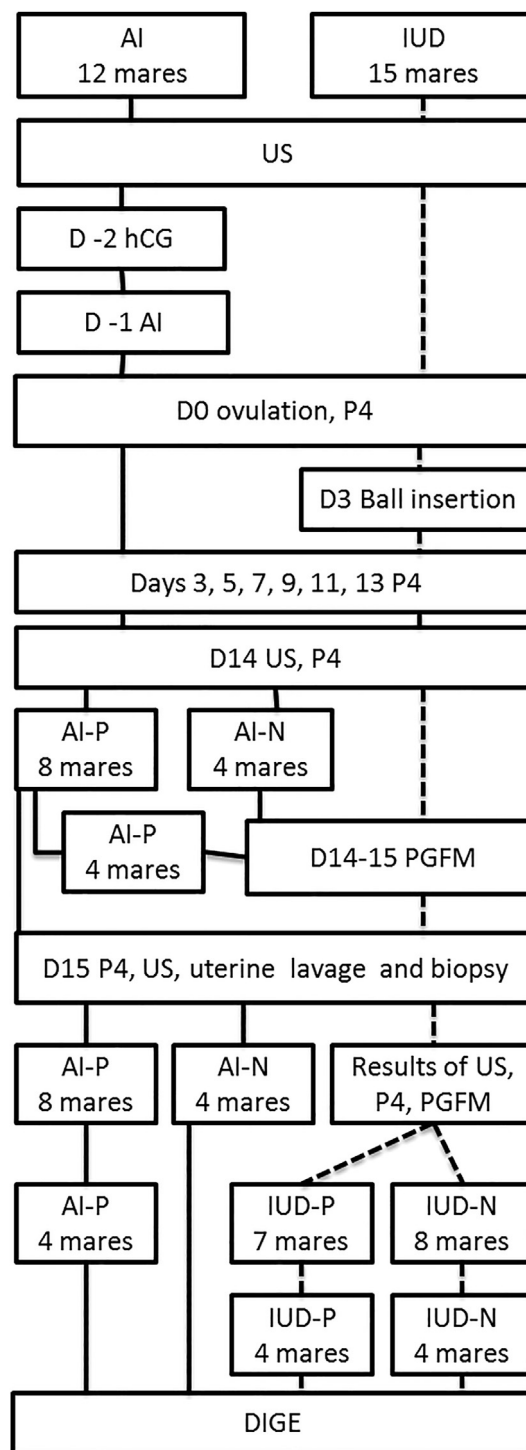 AI
12 mares
IUD
15 mares
US
D -2 hCG
D -1 AI
D0 ovulation, P4
D3 Ball insertion
Days 3, 5, 7, 9, 11, 13 P4
D14 US, P4
AI-P
8 mares
AI-N
4 mares
AI-P
4 mares
D14-15 PGFM
D15 P4, US, uterine lavage and biopsy
AI-P
8 mares
AI-N
4 mares
Results of US,
P4, PGFM
AI-P
4 mares
IUD-P
7 mares
IUD-N
8 mares
IUD-P
4 mares
IUD-N
4 mares
DIGE